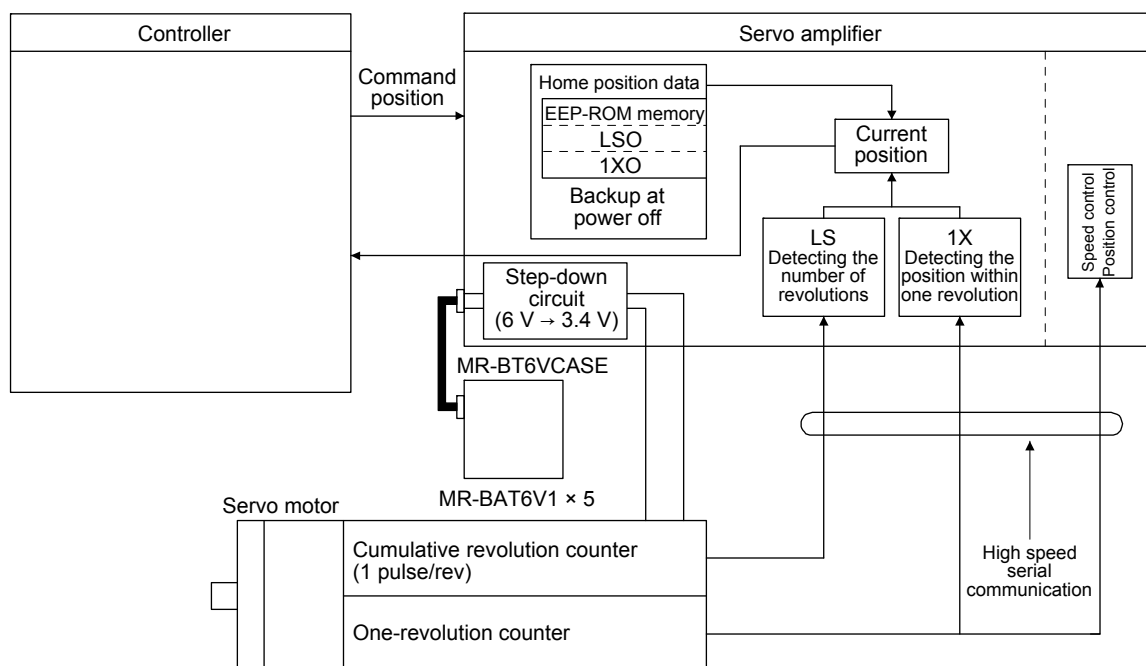 Controller
Servo amplifier
Command
position
Home position data
EEP-ROM memory
LSO
1XO
Backup at
power off
Current
position
LS
Detecting the
number of
revolutions
1X
Detecting the
position within
one revolution
Speed control
Position control
Step-down
circuit
(6 V → 3.4 V)
MR-BT6VCASE
MR-BAT6V1 × 5
Servo motor
Cumulative revolution counter
(1 pulse/rev)
One-revolution counter
High speed
serial
communication